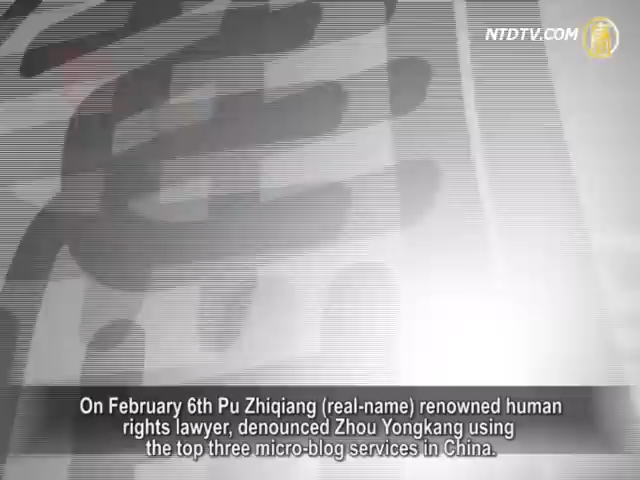 NTDTV.COM
On February 6th Pu Zhiqiang (real-name) renowned human
rights lawyer, denounced Zhou Yongkang using
the top three micro-blog services in China.